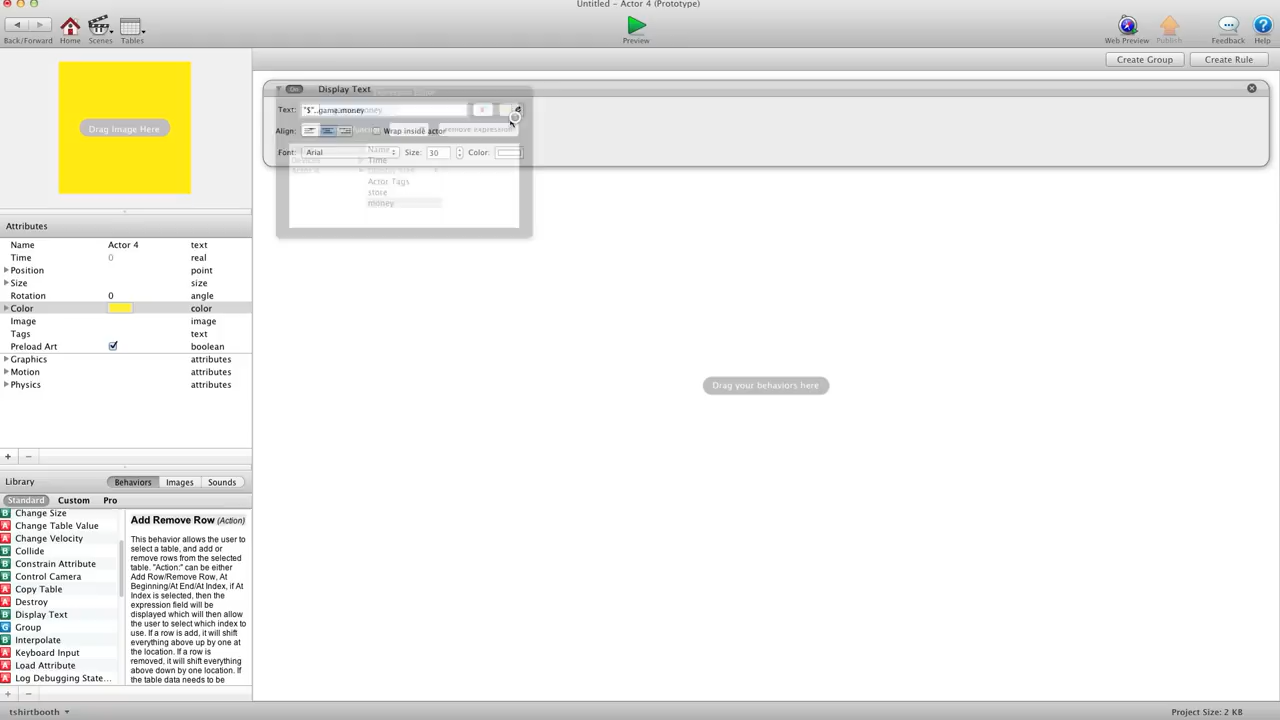 Untitled - Actor 4 (Prototype)
Back/Forward
Home
Scenes
Tables
Preview
Web Preview
Publish
Feedback
Help
Create Group
Create Rule
Drag Image Here
On
Display Text
Text:
"$"..game.money
Align:
Wrap inside actor
remove expression
Font:
Arial
Size:
30
Color:
Name
Time
Actor Tags
store
money
Attributes
Name Actor 4 text
Time 0 real
Position point
Size size
Rotation 0 angle
Color color
Image image
Tags text
Preload Art boolean
Graphics attributes
Motion attributes
Physics attributes
Drag your behaviors here
Library
Behaviors
Images
Sounds
Standard
Custom
Pro
B Change Size
A Change Table Value
A Change Velocity
B Collide
B Constrain Attribute
B Control Camera
A Copy Table
A Destroy
B Display Text
G Group
B Interpolate
A Keyboard Input
A Load Attribute
A Log Debugging State...
Add Remove Row (Action)
This behavior allows the user to
select a table, and add or
remove rows from the selected
table. "Action:" can be either
Add Row/Remove Row, At
Beginning/At End/At Index, if At
Index is selected, then the
expression field will be
displayed which will then allow
the user to select which index to
use. If a row is add, it will shift
everything above up by one at
the location. If a row is
removed, it will shift everything
above down by one location. If
the table data needs to be
tshirtbooth
Project Size: 2 KB